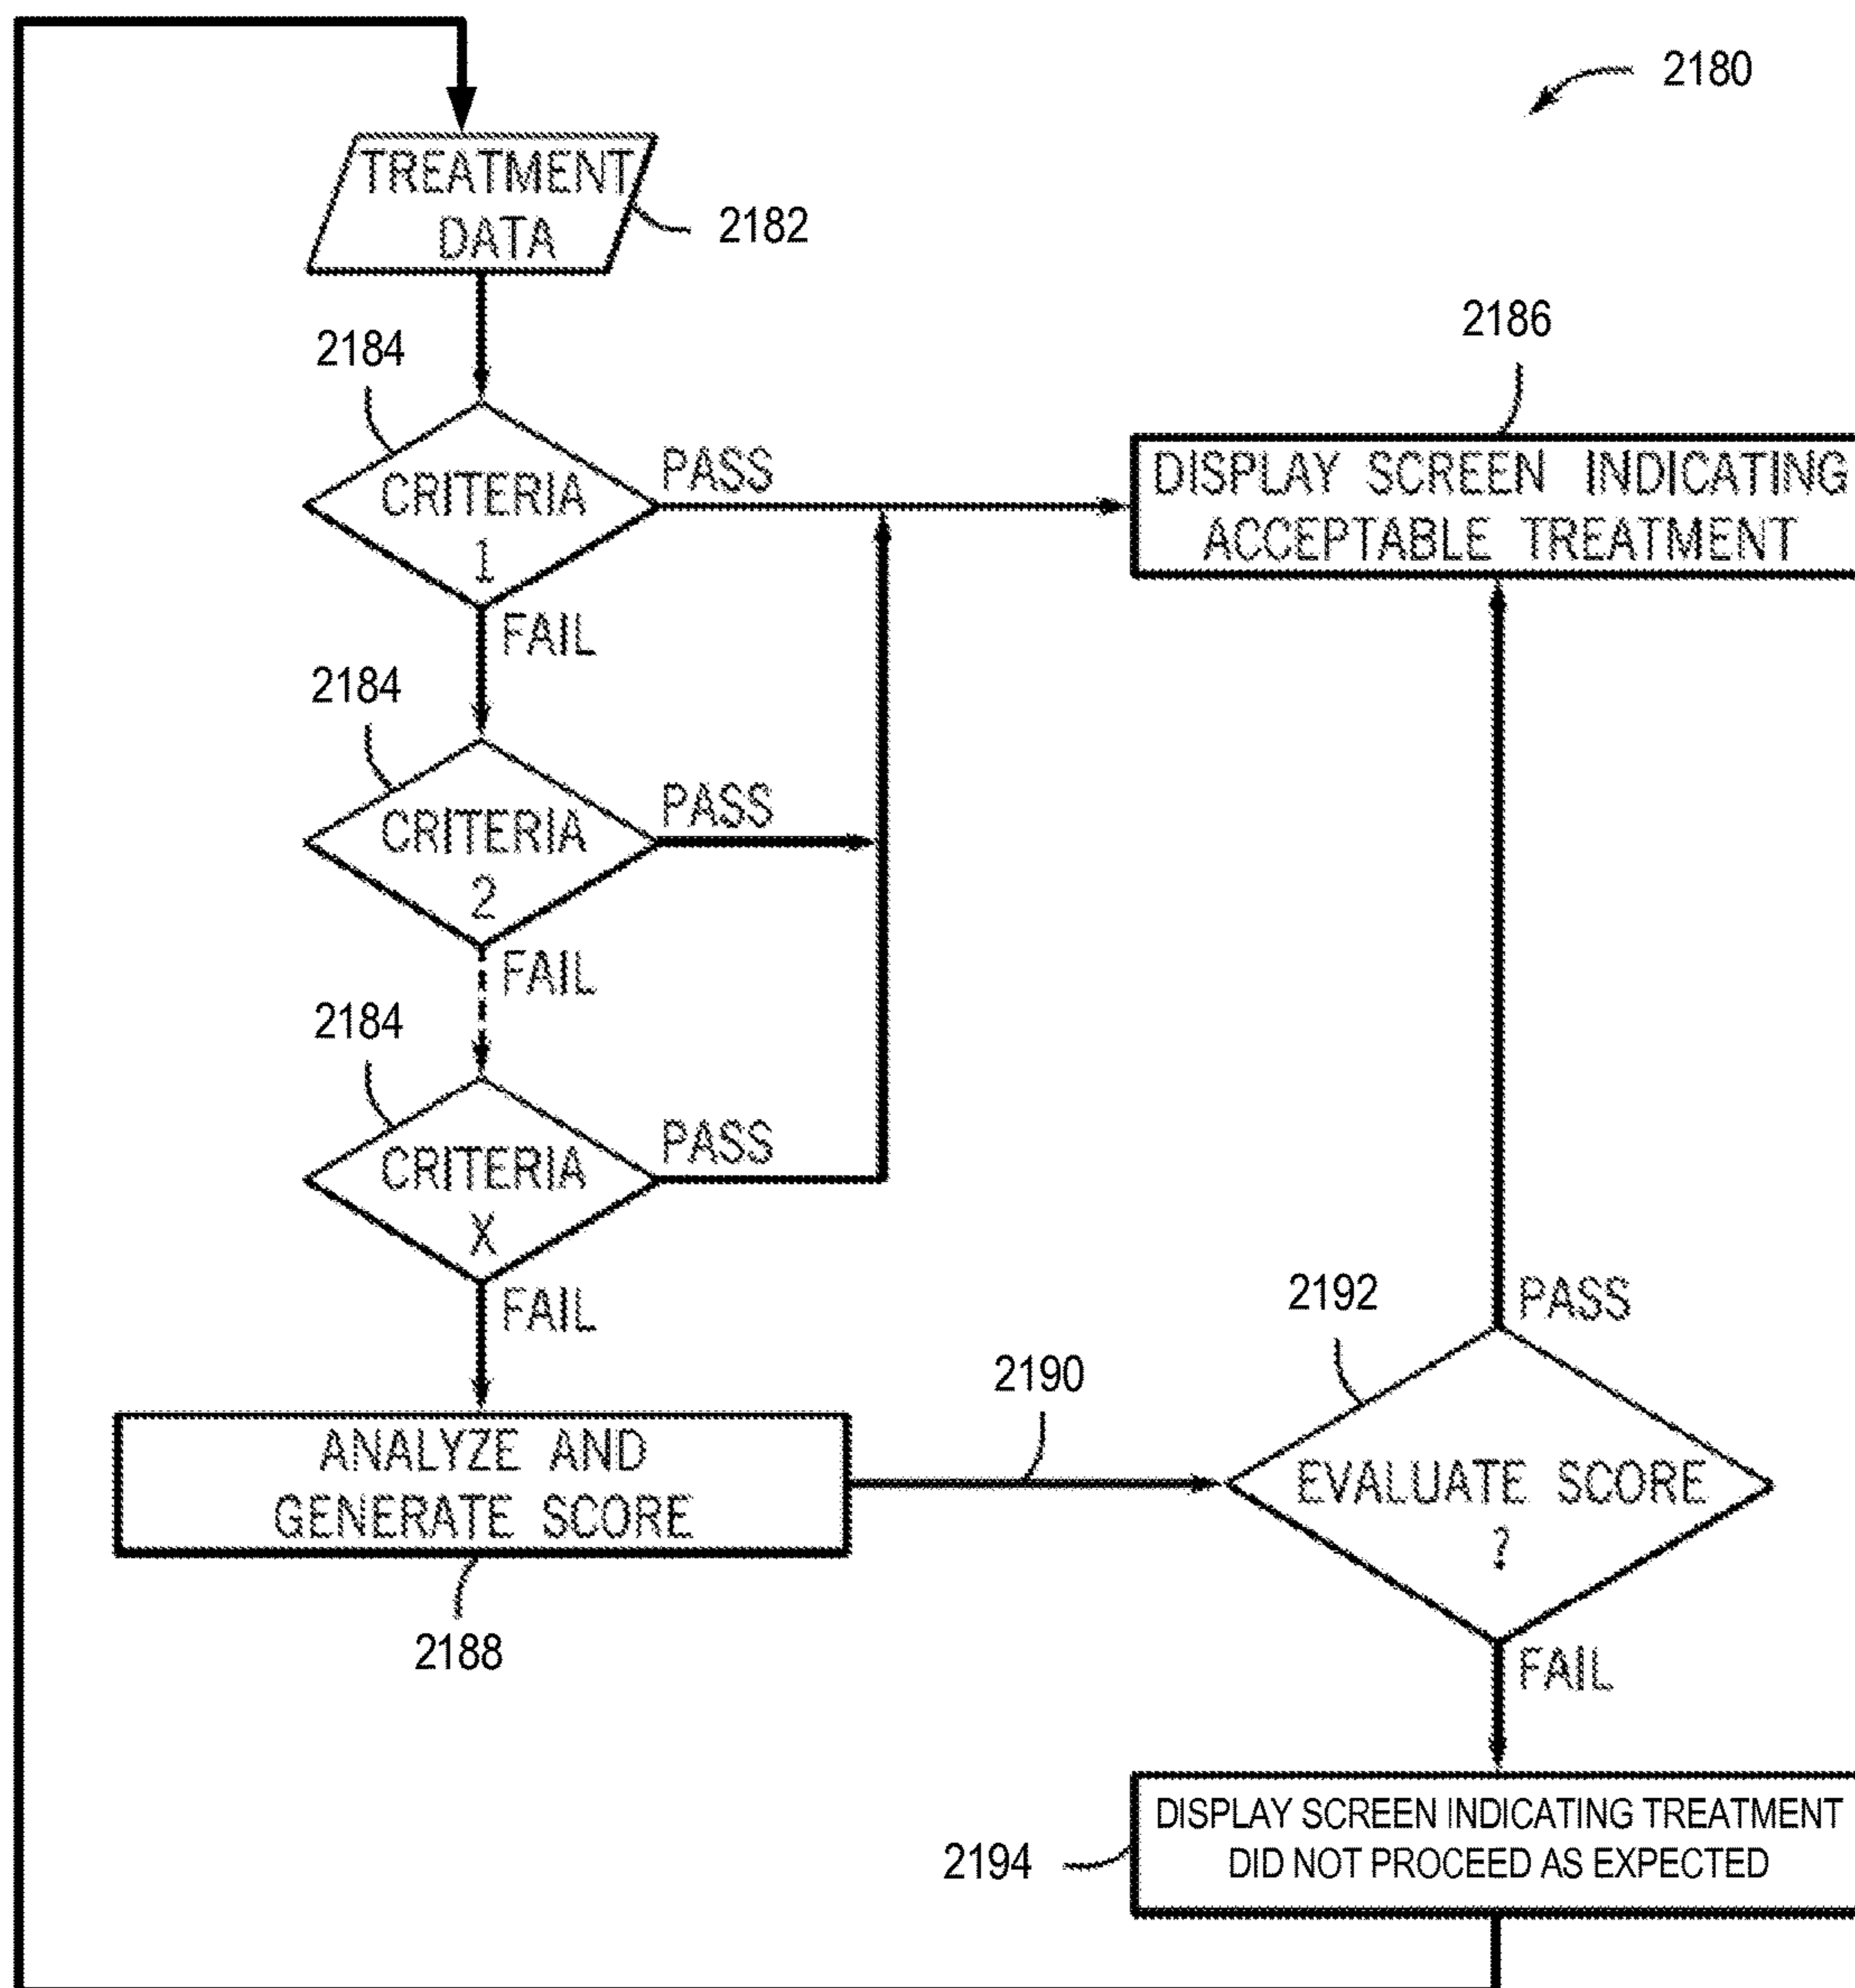 2180
TREATMENT
DATA
2182
2186
2184
DISPLAY SCREEN INDICATING
ACCEPTABLE TREATMENT
CRITERIA
1
PASS
FAIL
2184
CRITERIA
2
PASS
FAIL
2184
CRITERIA
X
PASS
FAIL
2192
PASS
2190
ANALYZE AND
GENERATE SCORE
EVALUATE SCORE
?
2188
FAIL
2194
DISPLAY SCREEN INDICATING TREATMENT
DID NOT PROCEED AS EXPECTED